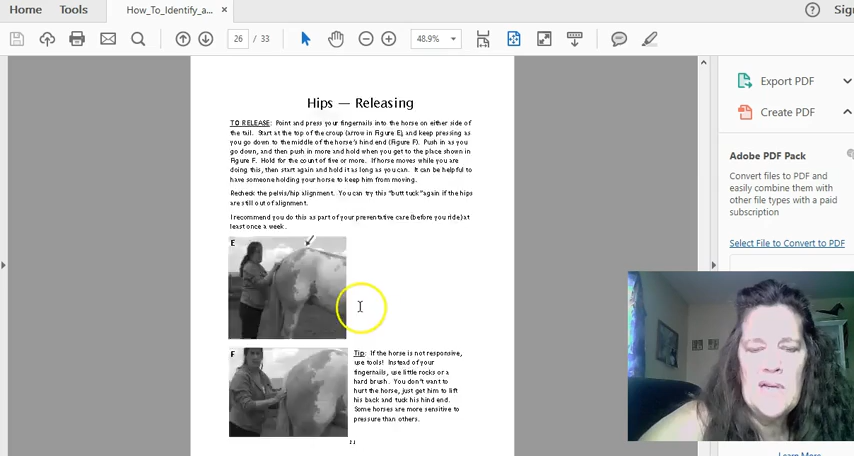 Home Tools How_To_Identify_a... × Sig
26 / 33 48.9%
Hips — Releasing
TO RELEASE: Point and press your fingernails into the horse on either side of
the tail. Start at the top of the croup (arrow in Figure E), and keep pressing as
you go down to the middle of the horse's hind end (Figure F). Push in as you
go down, and then push in more and hold when you get to the place shown in
Figure F. Hold for the count of five or more. If horse moves while you are
doing this, then start again and hold it as long as you can. It can be helpful to
have someone holding your horse to keep him from moving.
Recheck the pelvis/hip alignment. You can try this "butt tuck" again if the hips
are still out of alignment.
I recommend you do this as part of your preventative care (before you ride) at
least once a week.
E
F
Tip: If the horse is not responsive,
use tools! Instead of your
fingernails, use little rocks or a
hard brush. You don't want to
hurt the horse, just get him to lift
his back and tuck his hind end.
Some horses are more sensitive to
pressure than others.
Export PDF
Create PDF
Adobe PDF Pack
Convert files to PDF and
easily combine them with
other file types with a paid
subscription
Select File to Convert to PDF
Learn More